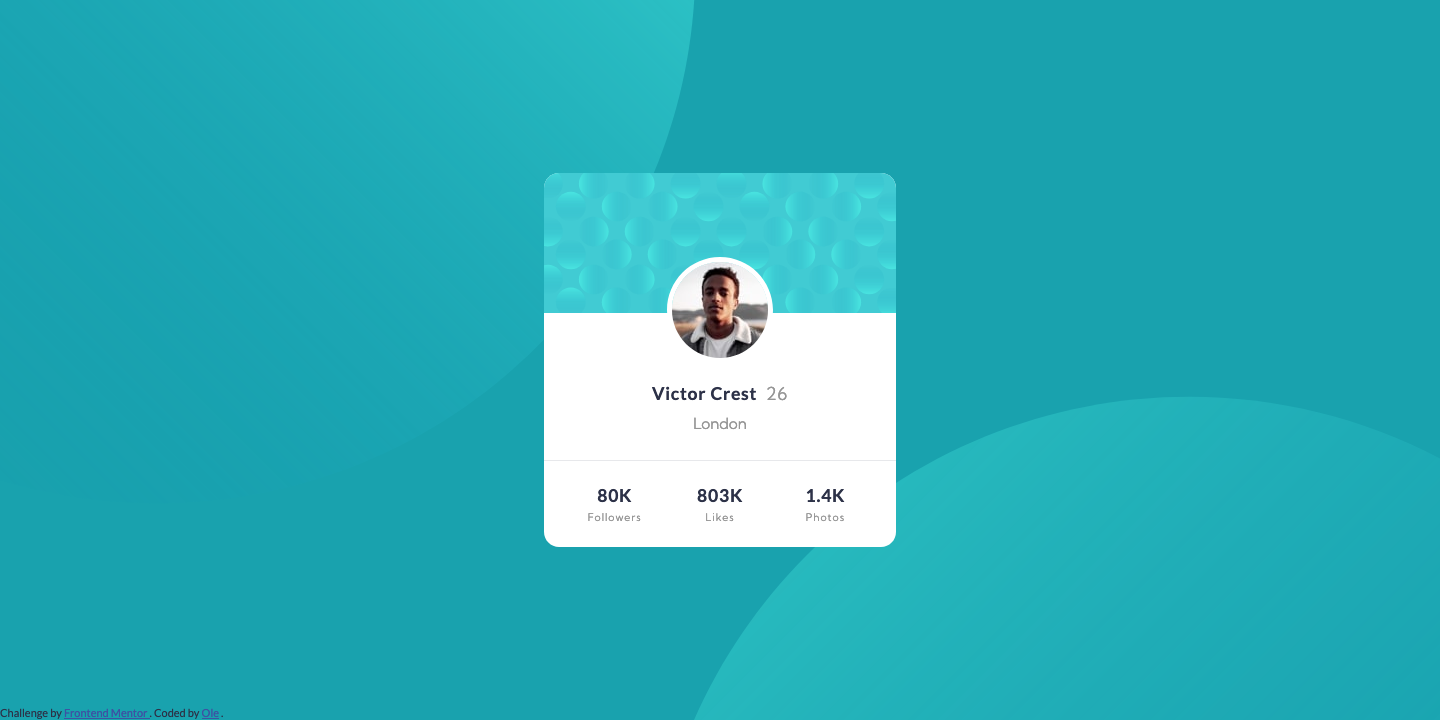 Victor Crest 26
London
80K 803K 1.4K
Followers Likes Photos
Challenge by Frontend Mentor . Coded by Ole .